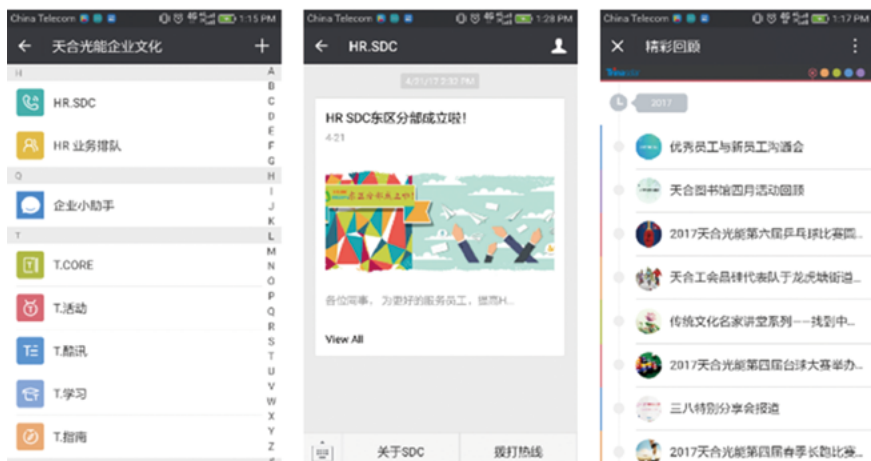 China Telecom
1:15 PM
天合光能企业文化
H
HR.SDC
HR 业务排队
Q
企业小助手
T
T.CORE
T.活动
T.酷讯
T.学习
T.指南
A
B
C
D
E
F
G
H
I
J
K
L
M
N
O
P
Q
R
S
T
U
V
W
X
Y
Z
China Telecom
1:28 PM
HR.SDC
4/21/17 2:33 PM
HR SDC东区分部成立啦!
4-21
各位同事， 为更好的服务员工，提高H...
View All
关于SDC
拨打热线
China Telecom
1:17 PM
精彩回顾
2017
优秀员工与新员工沟通会
天合图书馆四月活动回顾
2017天合光能第六届乒乓球比赛圆...
天合工会吕锋代表队于龙虎塘街道...
传统文化名家讲堂系列——找到中...
2017天合光能第四届台球大赛举办...
三八特别分享会报道
2017天合光能第四届春季长跑比赛...